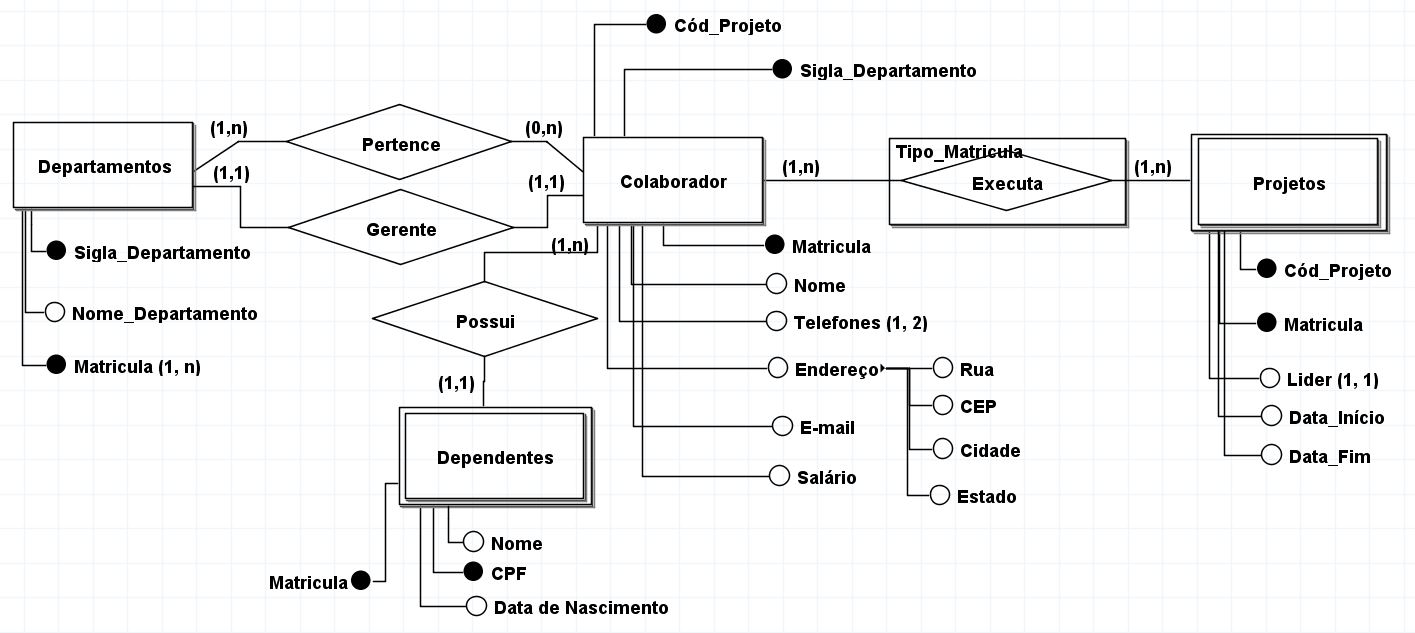 Cód_Projeto
Sigla_Departamento
(1,n)
Pertence
(0,n)
Departamentos
(1,1)
Gerente
(1,1)
Colaborador
(1,n)
Tipo_Matricula
Executa
(1,n)
Projetos
Sigla_Departamento
Nome_Departamento
Matricula (1, n)
(1,n)
Possui
(1,1)
Matricula
Nome
Telefones (1, 2)
Endereço
Rua
CEP
Cidade
Estado
E-mail
Salário
Cód_Projeto
Matricula
Lider (1, 1)
Data_Início
Data_Fim
Dependentes
Nome
CPF
Matricula
Data de Nascimento